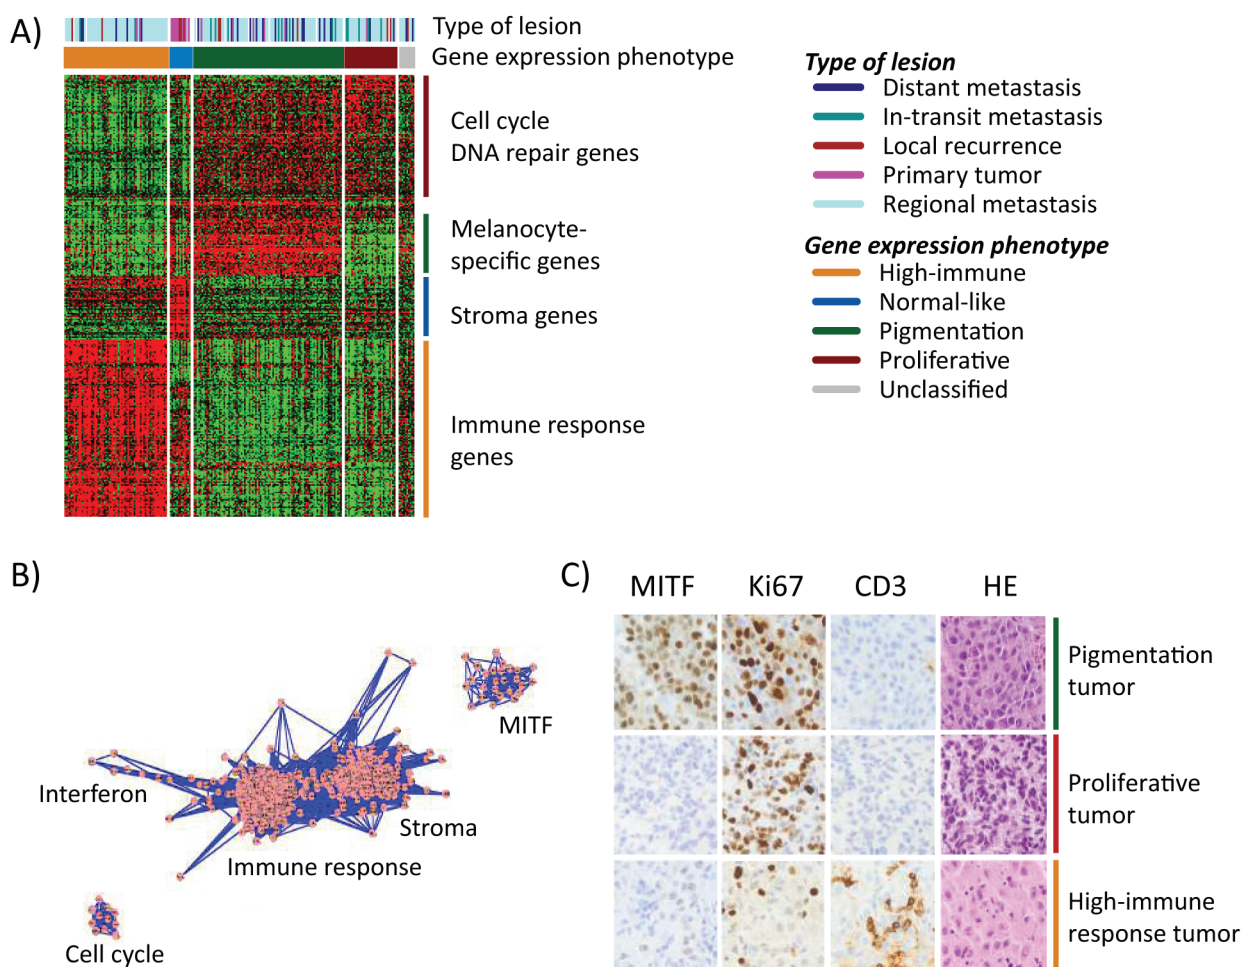 A)
Type of lesion
Gene expression phenotype
Cell cycle
DNA repair genes
Melanocyte-
specific genes
Stroma genes
Immune response
genes
Type of lesion
Distant metastasis
In-transit metastasis
Local recurrence
Primary tumor
Regional metastasis
Gene expression phenotype
High-immune
Normal-like
Pigmentation
Proliferative
Unclassified
B)
MITF
Interferon
Stroma
Immune response
Cell cycle
C)
MITF Ki67 CD3 HE
Pigmentation
tumor
Proliferative
tumor
High-immune
response tumor